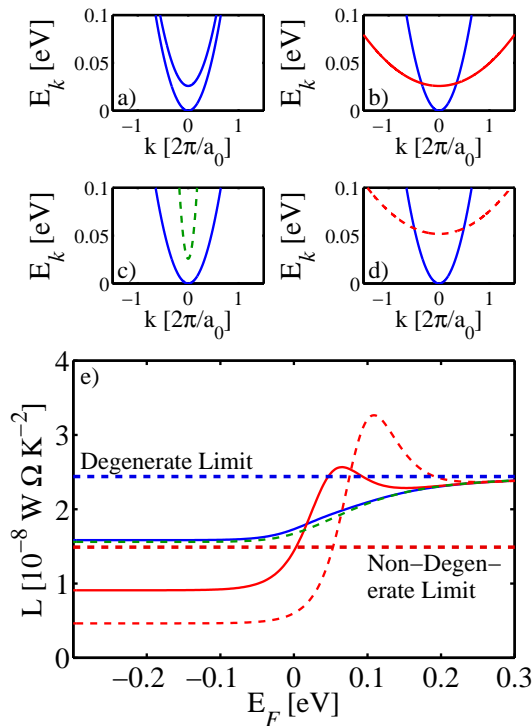 0.1
0.05
0
E_k [eV]
a)
−1 0 1
k [2π/a_0]
0.1
0.05
0
E_k [eV]
b)
−1 0 1
k [2π/a_0]
0.1
0.05
0
E_k [eV]
c)
−1 0 1
k [2π/a_0]
0.1
0.05
0
E_k [eV]
d)
−1 0 1
k [2π/a_0]
4
3
2
1
0
L [10^{-8} W Ω K^{-2}]
e)
Degenerate Limit
Non−Degen−
erate Limit
−0.2 −0.1 0 0.1 0.2 0.3
E_F [eV]